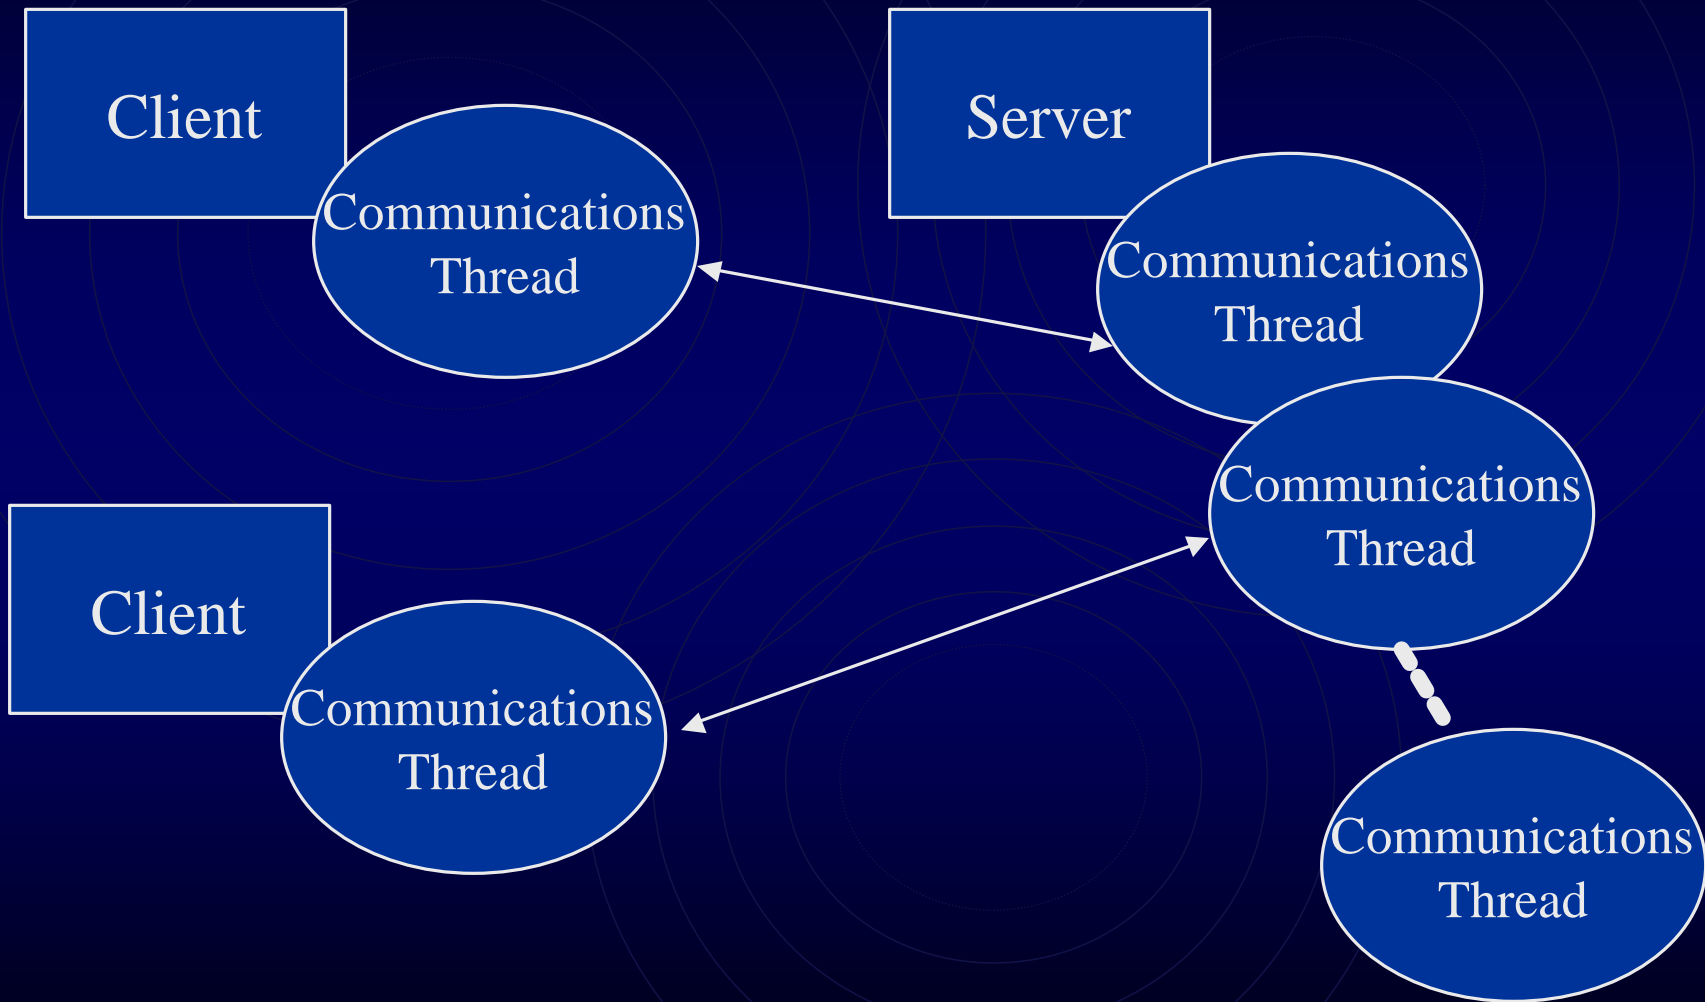 Client
Communications
Thread
Server
Communications
Thread
Communications
Thread
Client
Communications
Thread
Communications
Thread